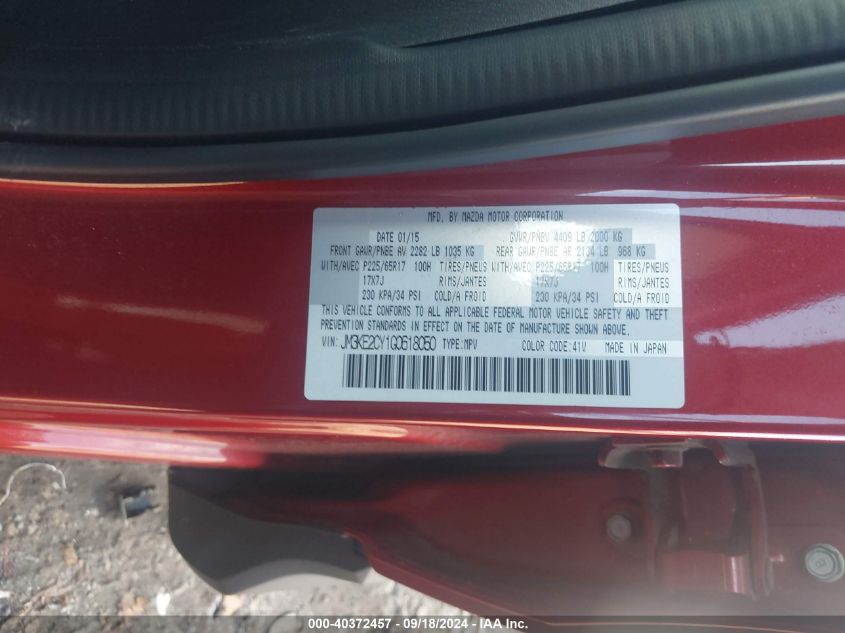 MFD. BY MAZDA MOTOR CORPORATION
DATE 01/15 GVWR/PNBV 4409 LB 2000 KG
FRONT GAWR/PNBE AV 2282 LB 1035 KG REAR GAWR/PNBE AR 2134 LB 968 KG
WITH/AVEC P225/65R17 100H TIRES/PNEUS WITH/AVEC P225/65R17 100H TIRES/PNEUS
17X7J RIMS/JANTES 17X7J RIMS/JANTES
230 KPA/34 PSI COLD/A FROID 230 KPA/34 PSI COLD/A FROID
THIS VEHICLE CONFORMS TO ALL APPLICABLE FEDERAL MOTOR VEHICLE SAFETY AND THEFT
PREVENTION STANDARDS IN EFFECT ON THE DATE OF MANUFACTURE SHOWN ABOVE.
VIN: JM3KE2CY1G0618050 TYPE:MPV COLOR CODE:41V MADE IN JAPAN
000-40372457 - 09/18/2024 - IAA Inc.